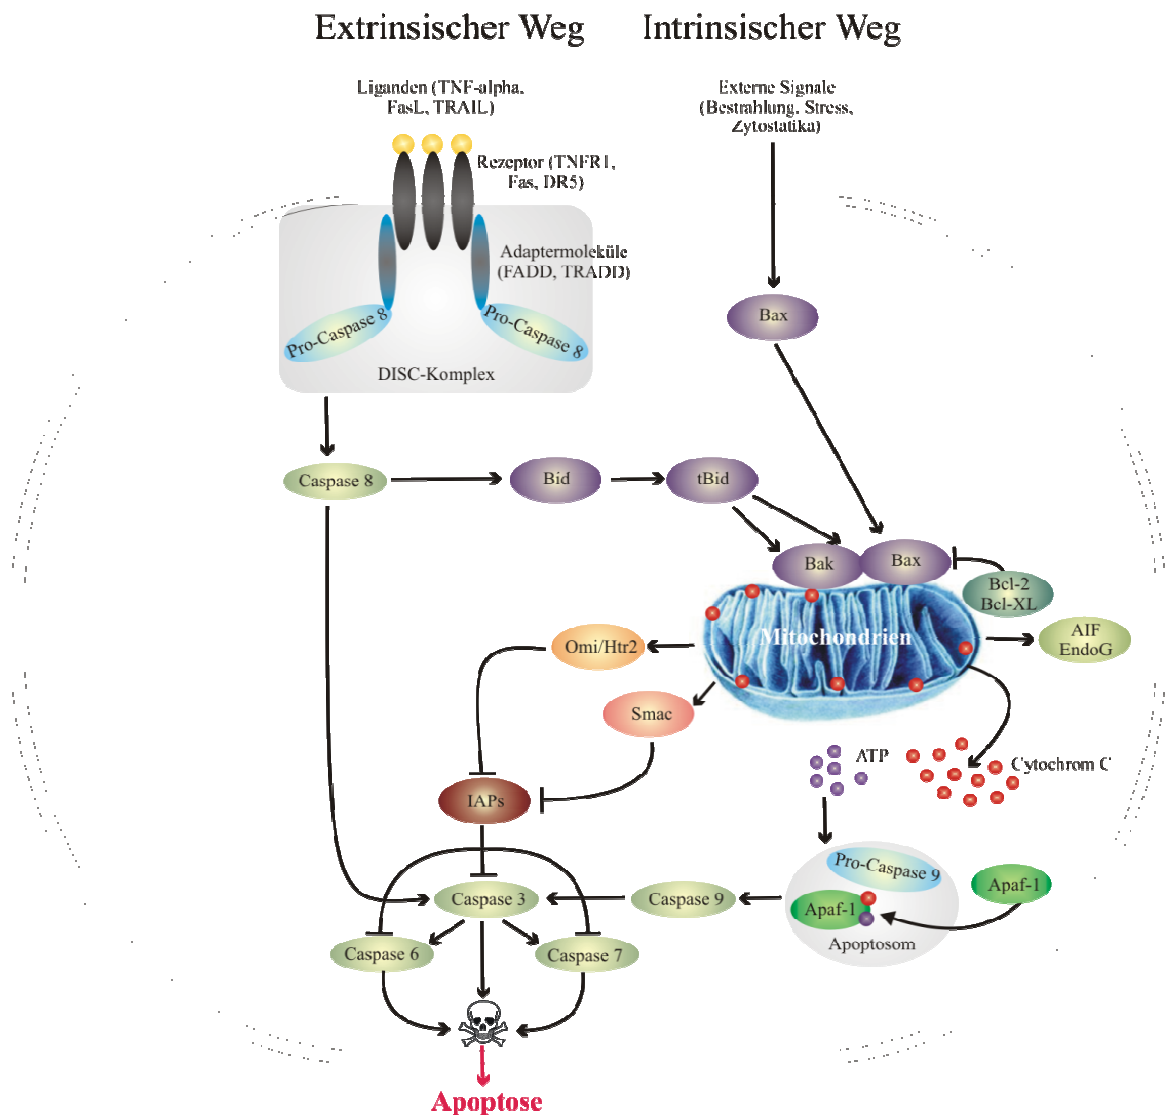 Extrinsischer Weg
Intrinsischer Weg
Liganden (TNF-alpha,
FasL, TRAIL)
Externe Signale
(Bestrahlung, Stress,
Zytostatika)
Rezeptor (TNFR1,
Fas, DR5)
Adaptermoleküle
(FADD, TRADD)
Pro-Caspase 8
Pro-Caspase 8
DISC-Komplex
Bax
Caspase 8
Bid
tBid
Bak
Bax
Bcl-2
Bcl-XL
Mitochondrien
AIF
EndoG
Omi/Htr2
Smac
ATP
Cytochrom C
IAPs
Pro-Caspase 9
Apaf-1
Apaf-1
Apoptosom
Caspase 3
Caspase 9
Caspase 6
Caspase 7
Apoptose